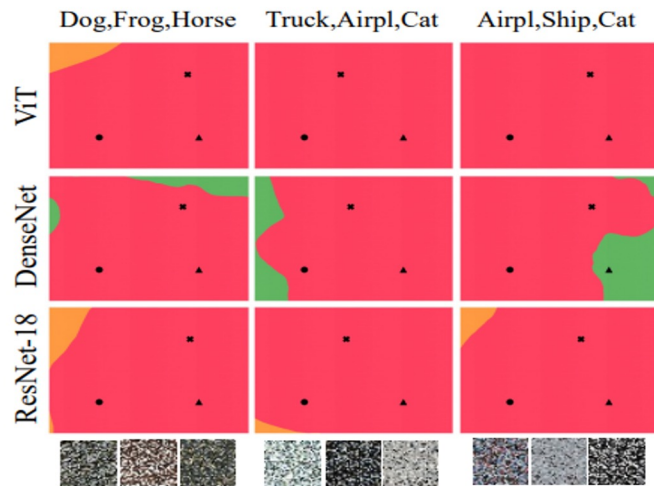 Dog,Frog,Horse
Truck,Airpl,Cat
Airpl,Ship,Cat
ViT
DenseNet
ResNet-18